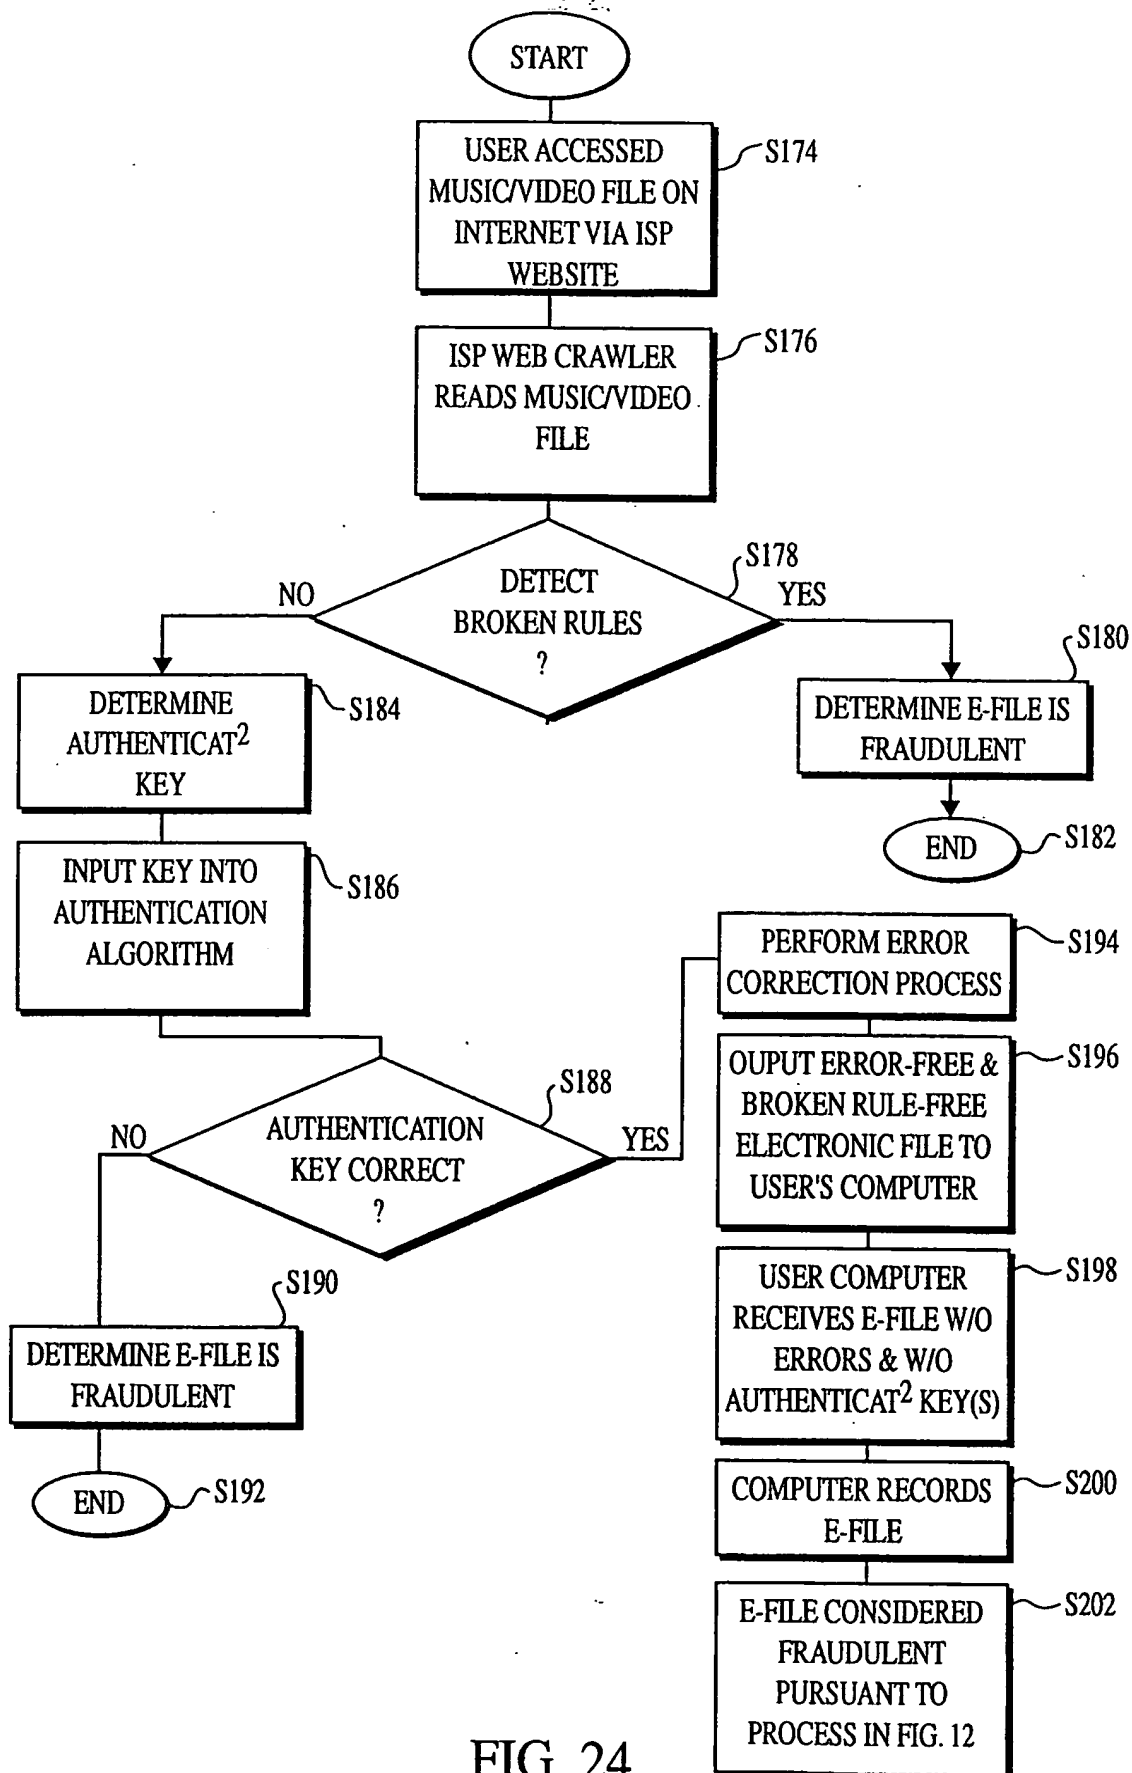 START
USER ACCESSED
MUSIC/VIDEO FILE ON
INTERNET VIA ISP
WEBSITE
S174
ISP WEB CRAWLER
READS MUSIC/VIDEO
FILE
S176
DETECT
BROKEN RULES
?
S178
NO
YES
DETERMINE
AUTHENTICAT²
KEY
S184
DETERMINE E-FILE IS
FRAUDULENT
S180
END
S182
INPUT KEY INTO
AUTHENTICATION
ALGORITHM
S186
AUTHENTICATION
KEY CORRECT
?
S188
NO
YES
DETERMINE E-FILE IS
FRAUDULENT
S190
END
S192
PERFORM ERROR
CORRECTION PROCESS
S194
OUPUT ERROR-FREE &
BROKEN RULE-FREE
ELECTRONIC FILE TO
USER'S COMPUTER
S196
USER COMPUTER
RECEIVES E-FILE W/O
ERRORS & W/O
AUTHENTICAT² KEY(S)
S198
COMPUTER RECORDS
E-FILE
S200
E-FILE CONSIDERED
FRAUDULENT
PURSUANT TO
PROCESS IN FIG. 12
S202
FIG. 24